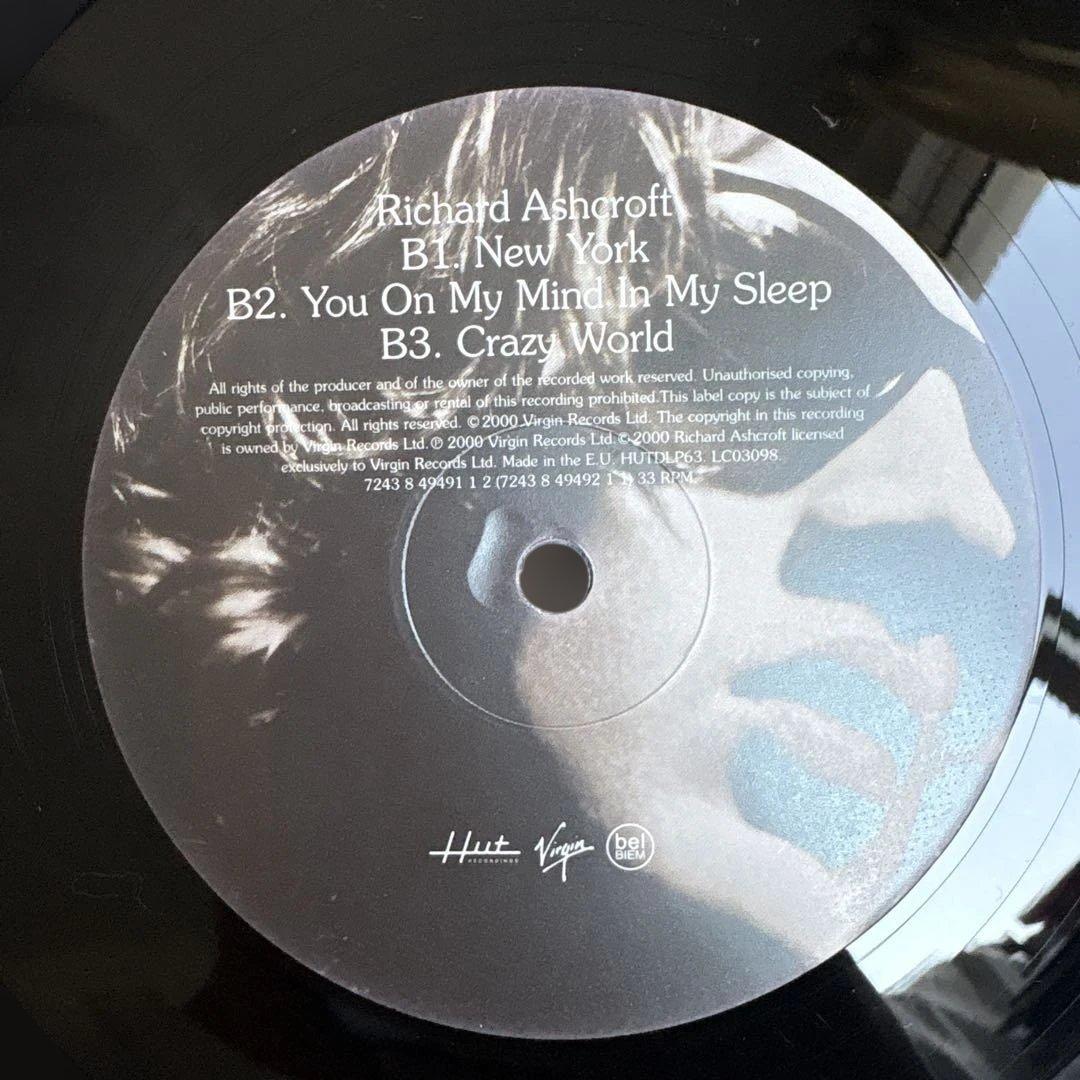 Richard Ashcroft
B1. New York
B2. You On My Mind In My Sleep
B3. Crazy World
All rights of the producer and of the owner of the recorded work reserved. Unauthorised copying,
public performance, broadcasting or rental of this recording prohibited.This label copy is the subject of
copyright protection. All rights reserved. © 2000 Virgin Records Ltd. The copyright in this recording
is owned by Virgin Records Ltd. ℗ 2000 Virgin Records Ltd. © 2000 Richard Ashcroft licensed
exclusively to Virgin Records Ltd. Made in the E.U. HUTDLP63. LC03098.
7243 8 49491 1 2 (7243 8 49492 1 1) 33 RPM
Hut Virgin bel
RECORDINGS BIEM